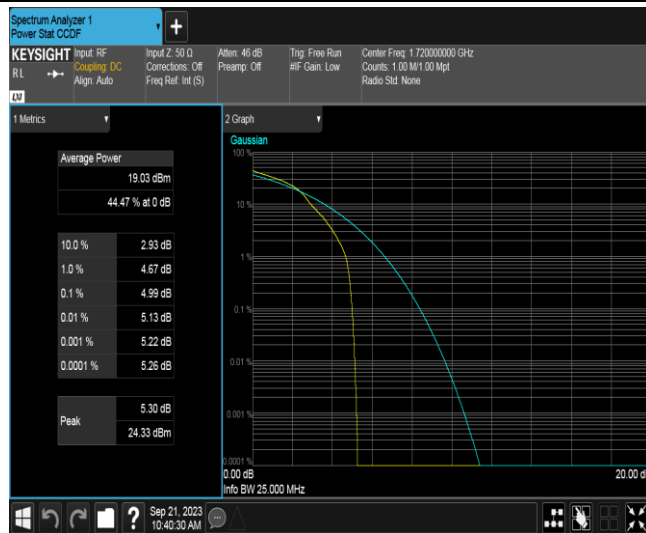 Spectrum Analyzer 1
Power Stat CCDF
+
KEYSIGHT
RL
Input: RF
Coupling: DC
Align: Auto
Input Z: 50 Ω
Corrections: Off
Freq Ref: Int (S)
Atten: 46 dB
Preamp: Off
Trig: Free Run
#IF Gain: Low
Center Freq: 1.720000000 GHz
Counts: 1.00 M/1.00 Mpt
Radio Std: None
1 Metrics
Average Power
19.03 dBm
44.47 % at 0 dB
10.0 % 2.93 dB
1.0 % 4.67 dB
0.1 % 4.99 dB
0.01 % 5.13 dB
0.001 % 5.22 dB
0.0001 % 5.26 dB
Peak
5.30 dB
24.33 dBm
2 Graph
Gaussian
100 %
10 %
1 %
0.1 %
0.01 %
0.001 %
0.0001 %
0.00 dB
20.00 d
Info BW 25.000 MHz
?
Sep 21, 2023
10:40:30 AM